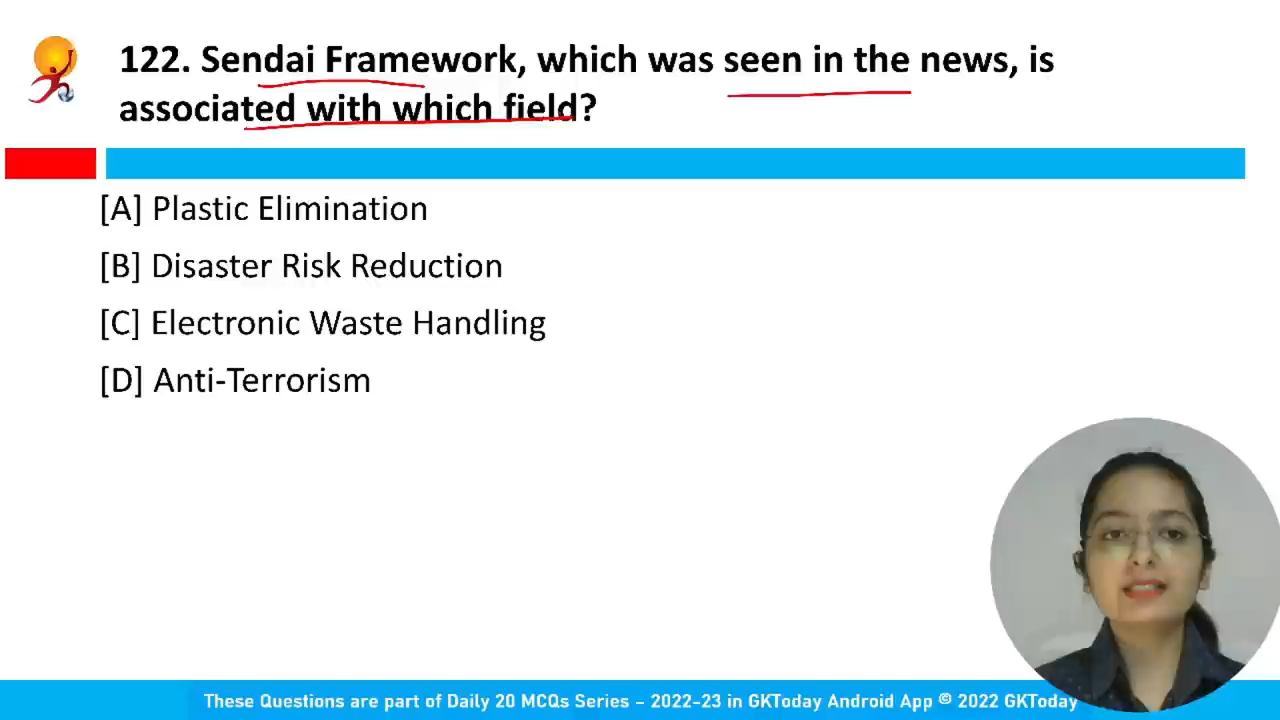 122. Sendai Framework, which was seen in the news, is
associated with which field?
[A] Plastic Elimination
[B] Disaster Risk Reduction
[C] Electronic Waste Handling
[D] Anti-Terrorism
These Questions are part of Daily 20 MCQs Series – 2022-23 in GKToday Android App © 2022 GKToday